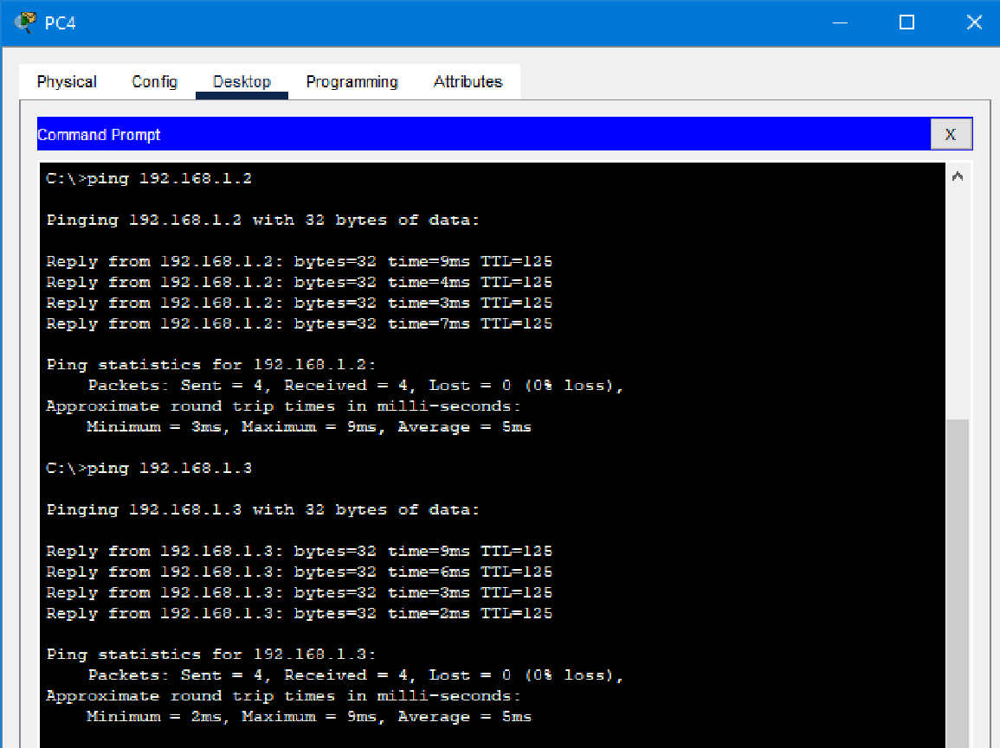 PC4
Physical Config Desktop Programming Attributes
Command Prompt X
C:\>ping 192.168.1.2
Pinging 192.168.1.2 with 32 bytes of data:
Reply from 192.168.1.2: bytes=32 time=9ms TTL=125
Reply from 192.168.1.2: bytes=32 time=4ms TTL=125
Reply from 192.168.1.2: bytes=32 time=3ms TTL=125
Reply from 192.168.1.2: bytes=32 time=7ms TTL=125
Ping statistics for 192.168.1.2:
Packets: Sent = 4, Received = 4, Lost = 0 (0% loss),
Approximate round trip times in milli-seconds:
Minimum = 3ms, Maximum = 9ms, Average = 5ms
C:\>ping 192.168.1.3
Pinging 192.168.1.3 with 32 bytes of data:
Reply from 192.168.1.3: bytes=32 time=9ms TTL=125
Reply from 192.168.1.3: bytes=32 time=6ms TTL=125
Reply from 192.168.1.3: bytes=32 time=3ms TTL=125
Reply from 192.168.1.3: bytes=32 time=2ms TTL=125
Ping statistics for 192.168.1.3:
Packets: Sent = 4, Received = 4, Lost = 0 (0% loss),
Approximate round trip times in milli-seconds:
Minimum = 2ms, Maximum = 9ms, Average = 5ms